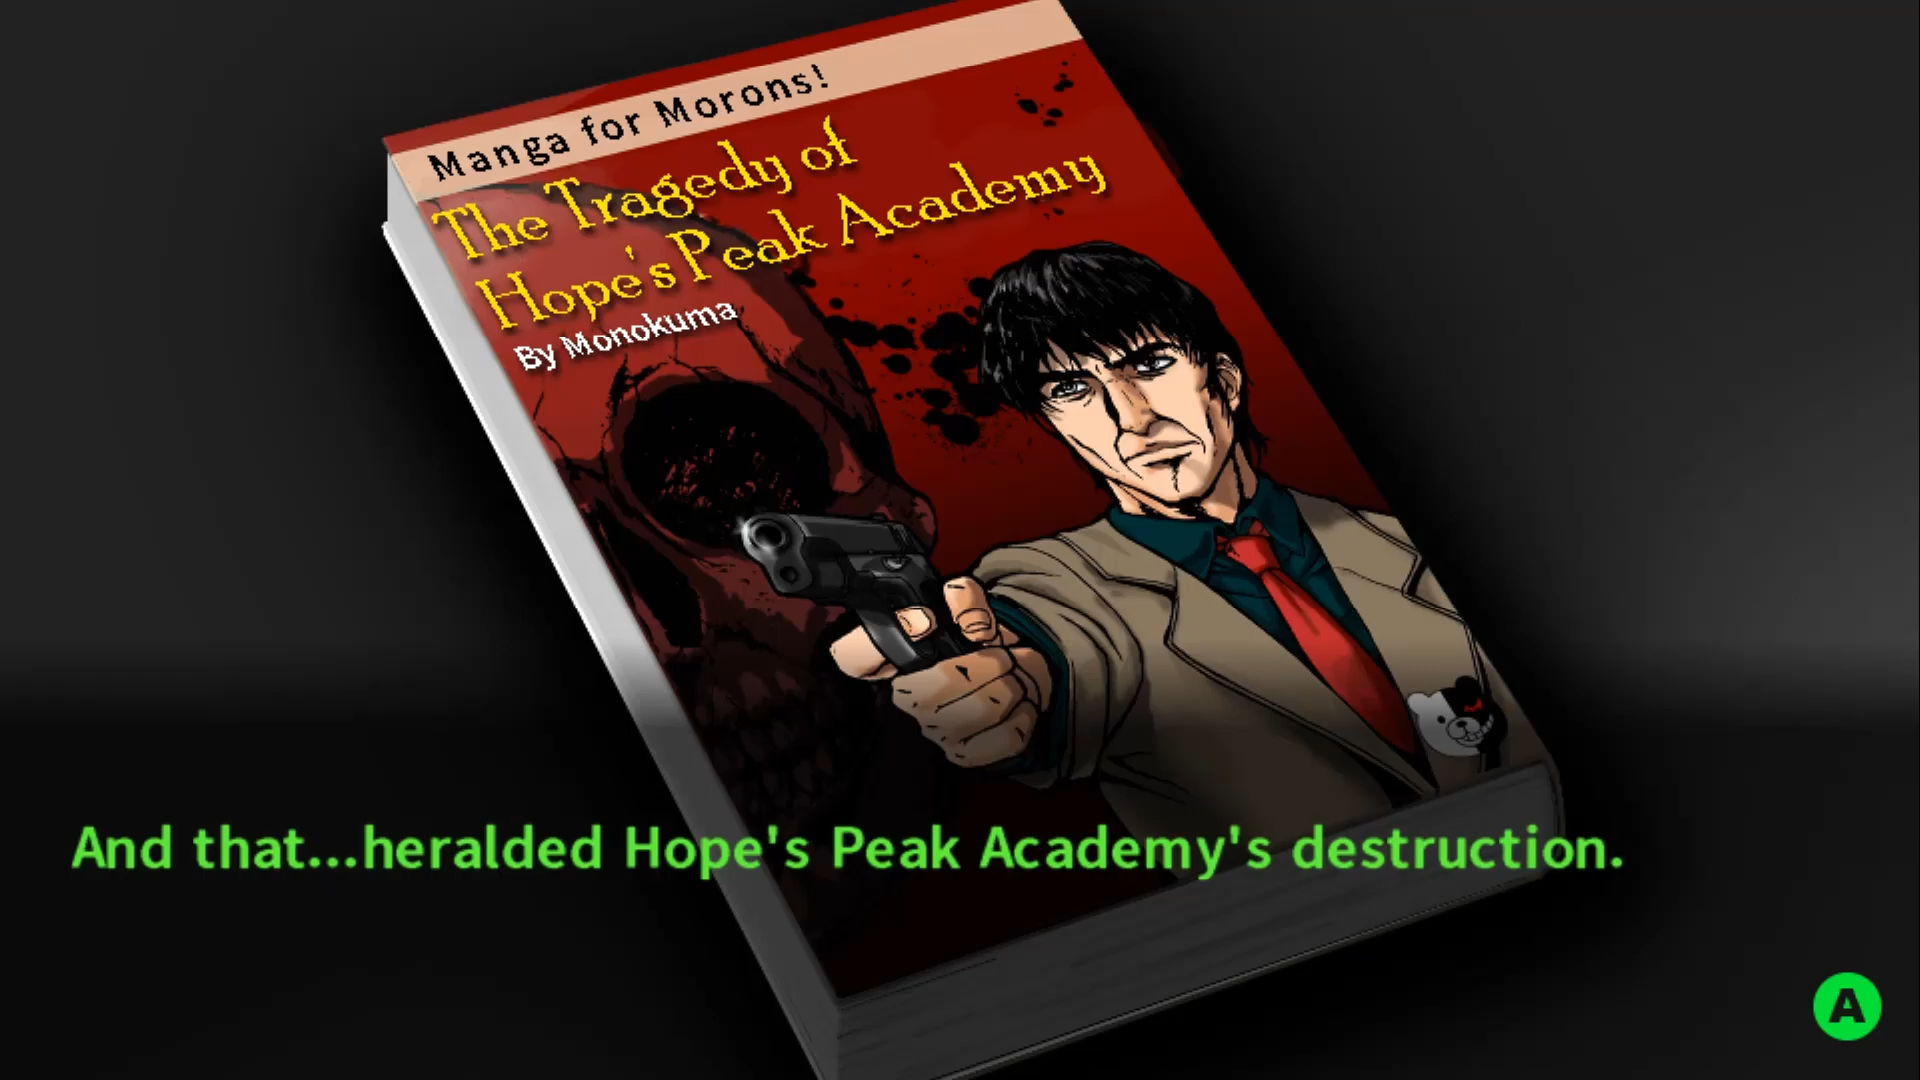 Manga for Morons!
The Tragedy of
Hope's Peak Academy
By Monokuma
And that...heralded Hope's Peak Academy's destruction.
A